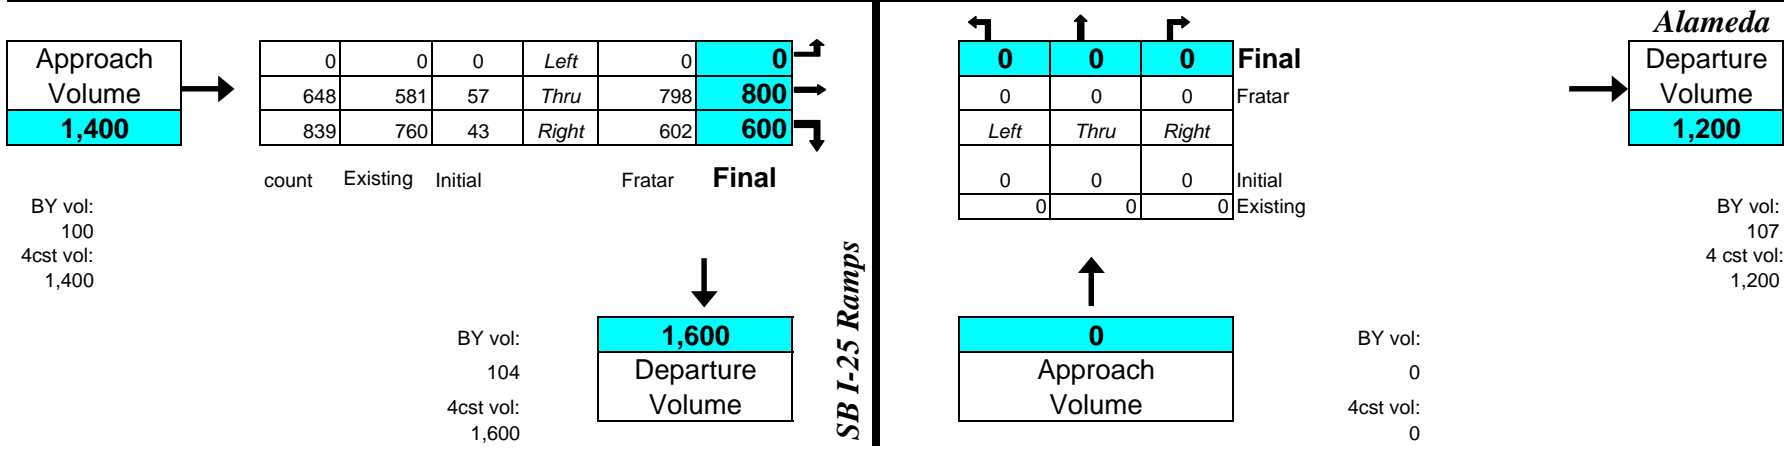 Alameda
Approach
Volume
1,400
0 0 0 Left 0 0
648 581 57 Thru 798 800
839 760 43 Right 602 600
count Existing Initial Fratar Final
BY vol:
100
4cst vol:
1,400
1,600
Departure
Volume
BY vol:
104
4cst vol:
1,600
SB I-25 Ramps
0 0 0 Final
0 0 0 Fratar
Left Thru Right
0 0 0 Initial
0 0 0 Existing
0
Approach
Volume
BY vol:
0
4cst vol:
0
Departure
Volume
1,200
BY vol:
107
4 cst vol:
1,200